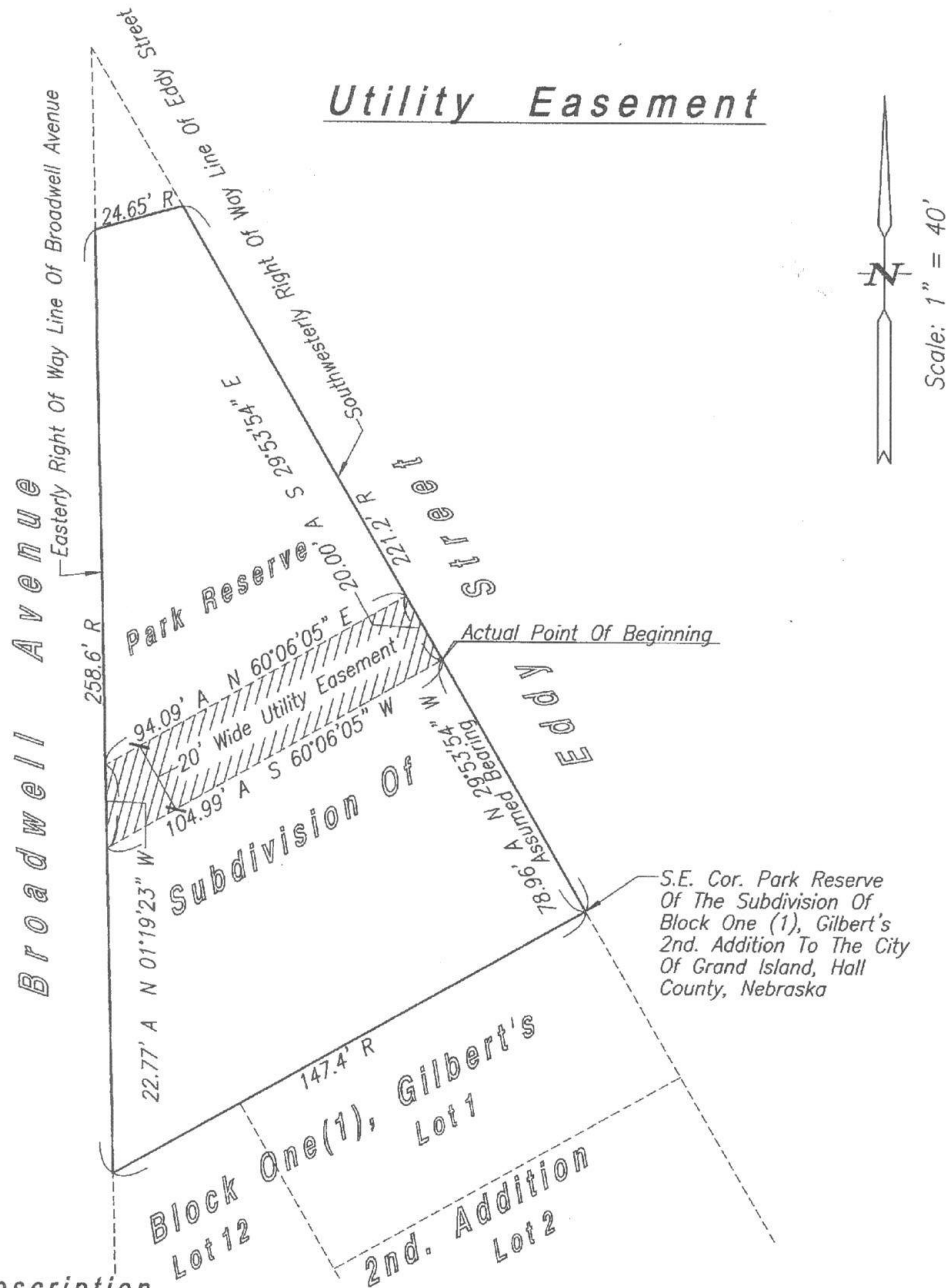 Utility Easement
Southwesterly Right Of Way Line Of Eddy Street
Easterly Right Of Way Line Of Broadwell Avenue
24.65' R
N
Scale: 1" = 40'
Broadwell Avenue
258.6' R
Park Reserve
20.00' A S 29°53'54" E
221.2' R
Eddy Street
Actual Point Of Beginning
94.09' A N 60°06'05" E
20' Wide Utility Easement
104.99' A S 60°06'05" W
22.77' A N 01°19'23" W
Subdivision Of
78.96' A N 29°53'54" W
Assumed Bearing
S.E. Cor. Park Reserve
Of The Subdivision Of
Block One (1), Gilbert's
2nd. Addition To The City
Of Grand Island, Hall
County, Nebraska
147.4' R
Block One(1), Gilbert's
Lot 1
Lot 12
2nd. Addition
Lot 2